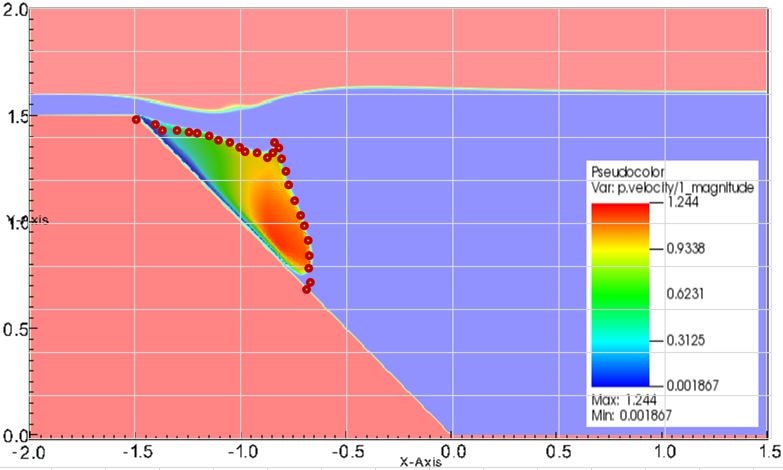 2.0
1.5
Y-Axis
1.0
0.5
0.0
-2.0 -1.5 -1.0 -0.5 0.0 0.5 1.0 1.5
X-Axis
Pseudocolor
Var: p.velocity/1_magnitude
1.244
0.9338
0.6231
0.3125
0.001867
Max: 1.244
Min: 0.001867